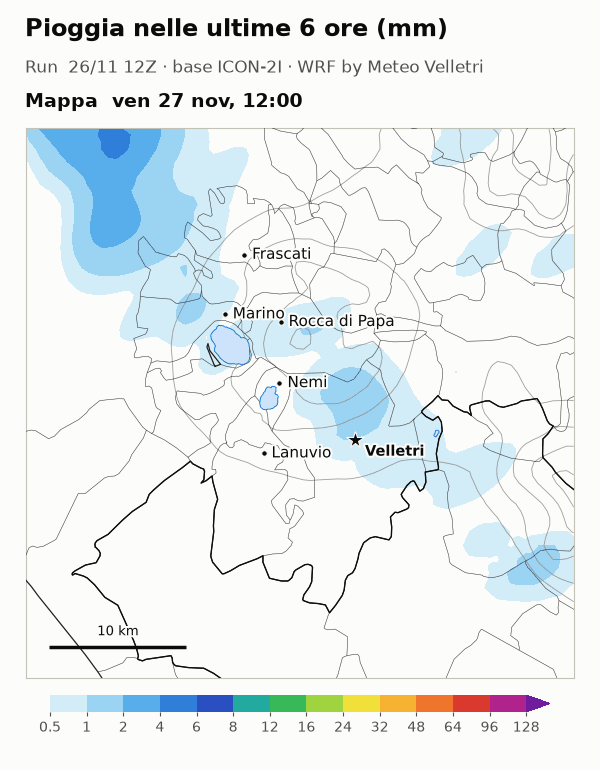 Pioggia nelle ultime 6 ore (mm)
Run  26/11 12Z · base ICON-2I · WRF by Meteo Velletri
Mappa  ven 27 nov, 12:00
Frascati
Marino
Rocca di Papa
Nemi
Velletri
Lanuvio
10 km
0.5 1 2 4 6 8 12 16 24 32 48 64 96 128